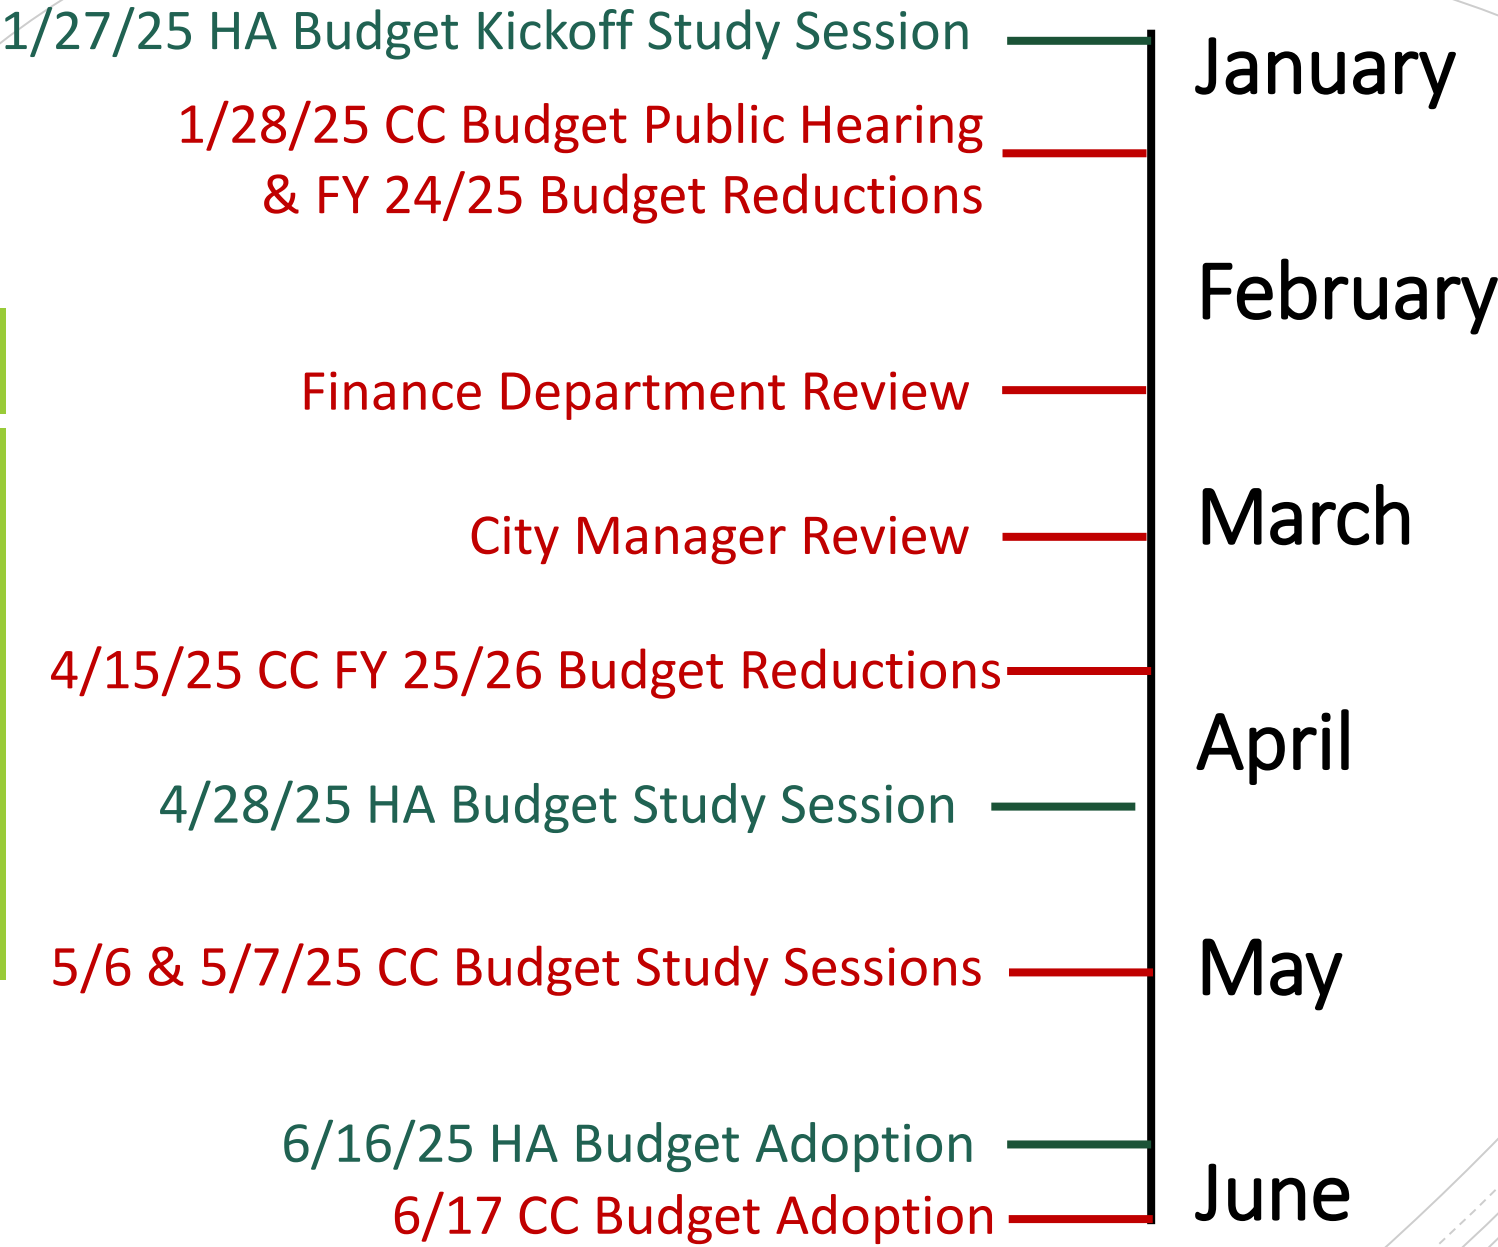 1/27/25 HA Budget Kickoff Study Session
January
1/28/25 CC Budget Public Hearing
& FY 24/25 Budget Reductions
February
Finance Department Review
March
City Manager Review
4/15/25 CC FY 25/26 Budget Reductions
April
4/28/25 HA Budget Study Session
5/6 & 5/7/25 CC Budget Study Sessions
May
6/16/25 HA Budget Adoption
June
6/17 CC Budget Adoption